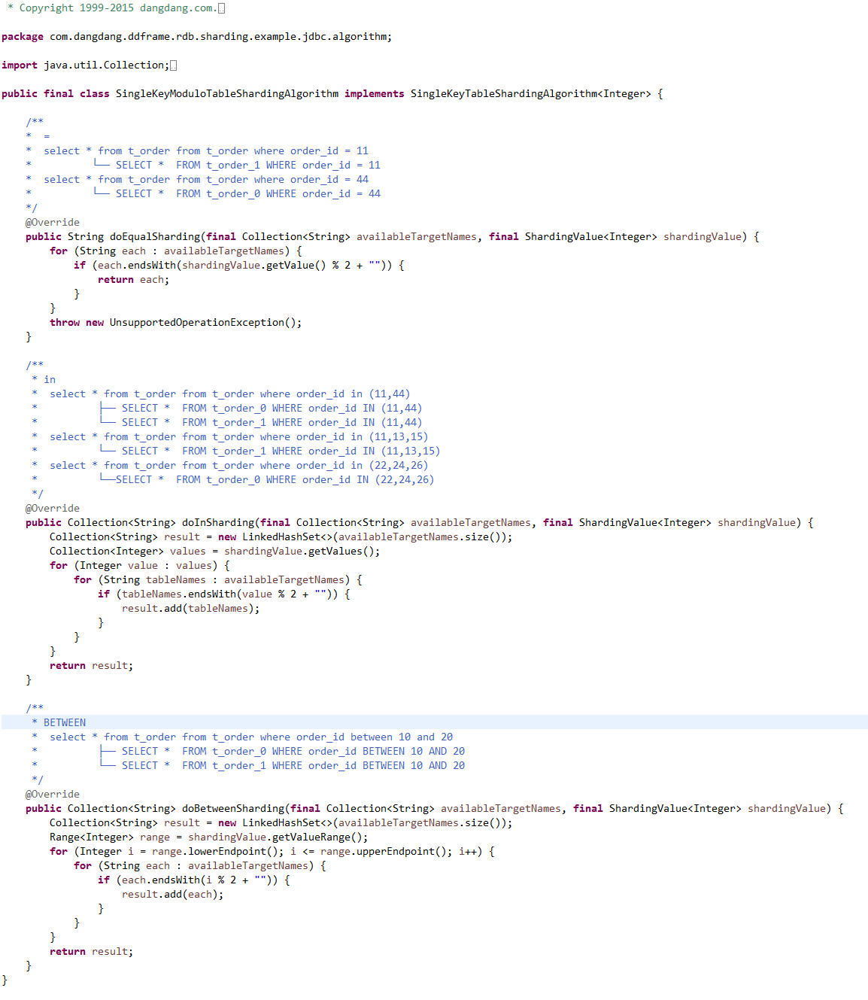 * Copyright 1999-2015 dangdang.com.
package com.dangdang.ddframe.rdb.sharding.example.jdbc.algorithm;
import java.util.Collection;
public final class SingleKeyModuloTableShardingAlgorithm implements SingleKeyTableShardingAlgorithm<Integer> {
    /**
    *  =
    *  select * from t_order from t_order where order_id = 11
    *          └── SELECT *  FROM t_order_1 WHERE order_id = 11
    *  select * from t_order from t_order where order_id = 44
    *          └── SELECT *  FROM t_order_0 WHERE order_id = 44
    */
    @Override
    public String doEqualSharding(final Collection<String> availableTargetNames, final ShardingValue<Integer> shardingValue) {
        for (String each : availableTargetNames) {
            if (each.endsWith(shardingValue.getValue() % 2 + "")) {
                return each;
            }
        }
        throw new UnsupportedOperationException();
    }
    /**
     * in
     *  select * from t_order from t_order where order_id in (11,44)
     *          ├── SELECT *  FROM t_order_0 WHERE order_id IN (11,44)
     *          └── SELECT *  FROM t_order_1 WHERE order_id IN (11,44)
     *  select * from t_order from t_order where order_id in (11,13,15)
     *          └── SELECT *  FROM t_order_1 WHERE order_id IN (11,13,15)
     *  select * from t_order from t_order where order_id in (22,24,26)
     *          └──SELECT *  FROM t_order_0 WHERE order_id IN (22,24,26)
     */
    @Override
    public Collection<String> doInSharding(final Collection<String> availableTargetNames, final ShardingValue<Integer> shardingValue) {
        Collection<String> result = new LinkedHashSet<>(availableTargetNames.size());
        Collection<Integer> values = shardingValue.getValues();
        for (Integer value : values) {
            for (String tableNames : availableTargetNames) {
                if (tableNames.endsWith(value % 2 + "")) {
                    result.add(tableNames);
                }
            }
        }
        return result;
    }
    /**
     * BETWEEN
     *  select * from t_order from t_order where order_id between 10 and 20
     *          ├── SELECT *  FROM t_order_0 WHERE order_id BETWEEN 10 AND 20
     *          └── SELECT *  FROM t_order_1 WHERE order_id BETWEEN 10 AND 20
     */
    @Override
    public Collection<String> doBetweenSharding(final Collection<String> availableTargetNames, final ShardingValue<Integer> shardingValue) {
        Collection<String> result = new LinkedHashSet<>(availableTargetNames.size());
        Range<Integer> range = shardingValue.getValueRange();
        for (Integer i = range.lowerEndpoint(); i <= range.upperEndpoint(); i++) {
            for (String each : availableTargetNames) {
                if (each.endsWith(i % 2 + "")) {
                    result.add(each);
                }
            }
        }
        return result;
    }
}